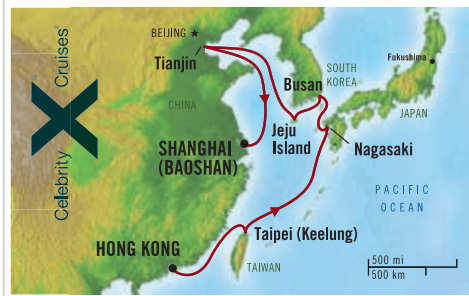 Celebrity X Cruises®
BEIJING
Tianjin
Fukushima
SOUTH
KOREA
Busan
CHINA
JAPAN
Jeju
Island
SHANGHAI
(BAOSHAN)
Nagasaki
PACIFIC
OCEAN
HONG KONG
Taipei (Keelung)
TAIWAN
500 mi
500 km